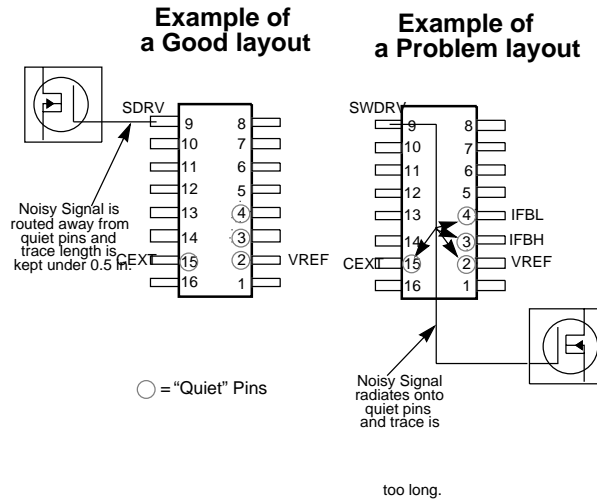 Example of
a Good layout
Example of
a Problem layout
SDRV
9 8
10 7
11 6
12 5
13 4
14 3
CEXT 15 2 VREF
16 1
Noisy Signal is
routed away from
quiet pins and
trace length is
kept under 0.5 in.
= “Quiet” Pins
SWDRV
9 8
10 7
11 6
12 5
13 4 IFBL
14 3 IFBH
CEXT 15 2 VREF
16 1
Noisy Signal
radiates onto
quiet pins
and trace is
too long.